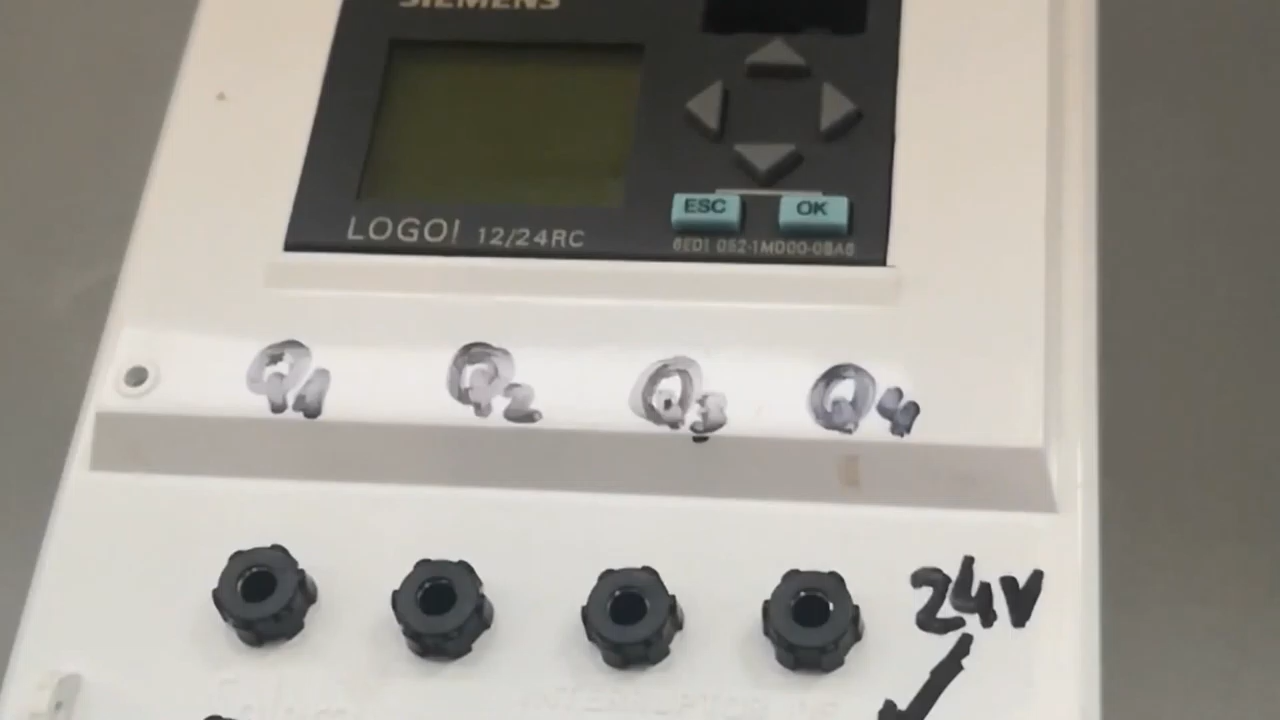 SIEMENS
ESC OK
LOGO! 12/24RC
6ED1 052-1MD00-0BA6
Q1 Q2 Q3 Q4
24V